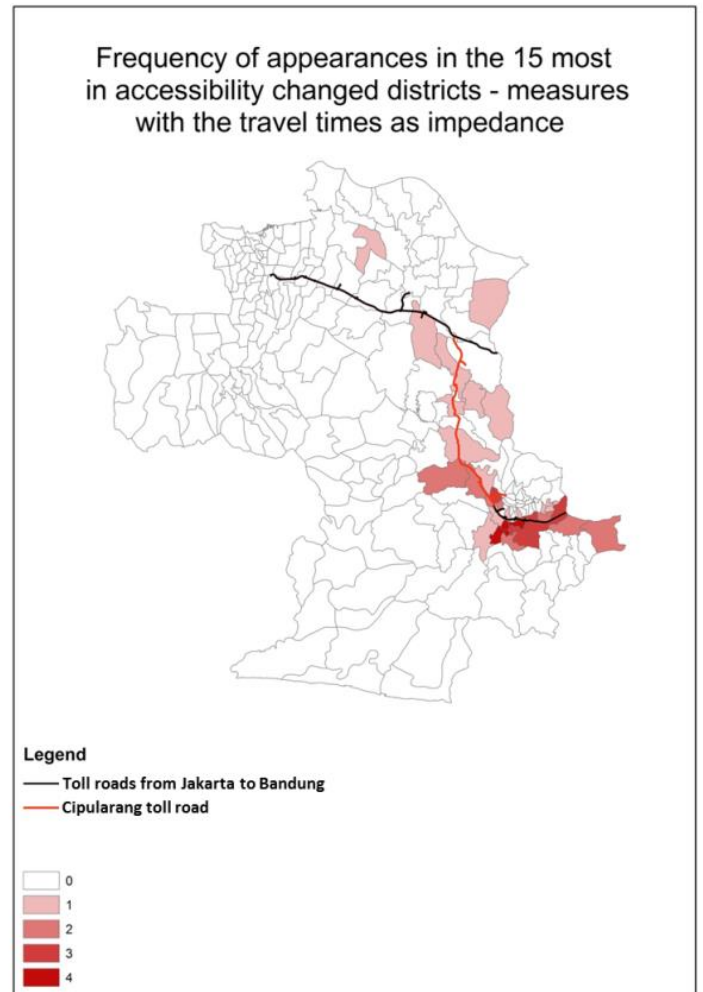 Frequency of appearances in the 15 most
in accessibility changed districts - measures
with the travel times as impedance
Legend
Toll roads from Jakarta to Bandung
Cipularang toll road
0
1
2
3
4